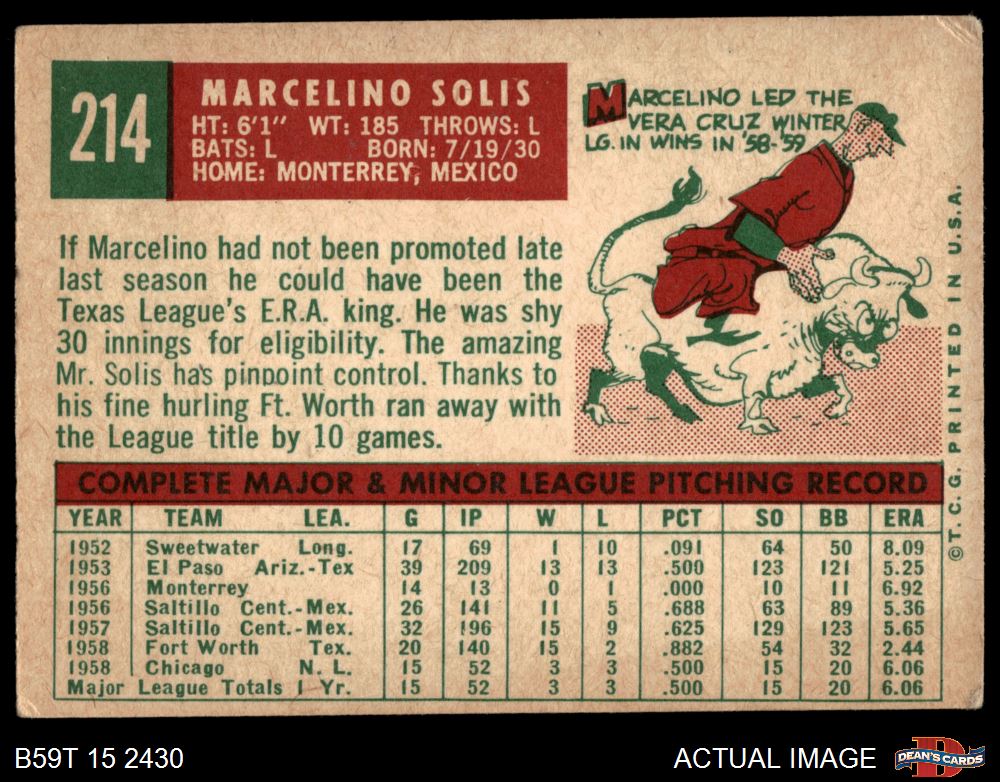 214
MARCELINO SOLIS
HT: 6'1" WT: 185 THROWS: L
BATS: L BORN: 7/19/30
HOME: MONTERREY, MEXICO
MARCELINO LED THE
VERA CRUZ WINTER
LG. IN WINS IN '58-'59
If Marcelino had not been promoted late
last season he could have been the
Texas League's E.R.A. king. He was shy
30 innings for eligibility. The amazing
Mr. Solis has pinpoint control. Thanks to
his fine hurling Ft. Worth ran away with
the League title by 10 games.
©T.C.G. PRINTED IN U.S.A.
COMPLETE MAJOR & MINOR LEAGUE PITCHING RECORD
YEAR TEAM LEA. G IP W L PCT SO BB ERA
1952 Sweetwater Long. 17 69 1 10 .091 64 50 8.09
1953 El Paso Ariz.-Tex 39 209 13 13 .500 123 121 5.25
1956 Monterrey 14 13 0 1 .000 10 11 6.92
1956 Saltillo Cent.-Mex. 26 141 11 5 .688 63 89 5.36
1957 Saltillo Cent.-Mex. 32 196 15 9 .625 129 123 5.65
1958 Fort Worth Tex. 20 140 15 2 .882 54 32 2.44
1958 Chicago N. L. 15 52 3 3 .500 15 20 6.06
Major League Totals 1 Yr. 15 52 3 3 .500 15 20 6.06
B59T 15 2430
ACTUAL IMAGE
D
DEAN'S CARDS